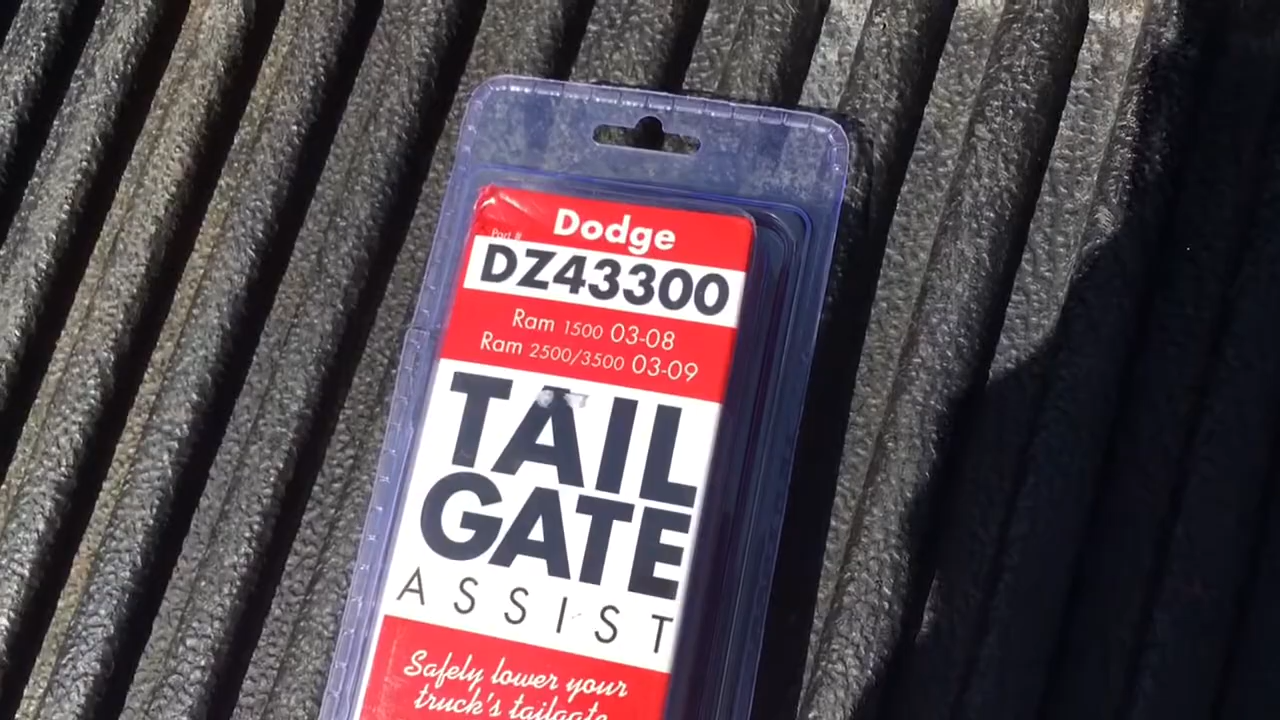 Dodge
Part #
DZ43300
Ram 1500 03-08
Ram 2500/3500 03-09
TAIL
GATE
ASSIST
Safely lower your
truck's tailgate